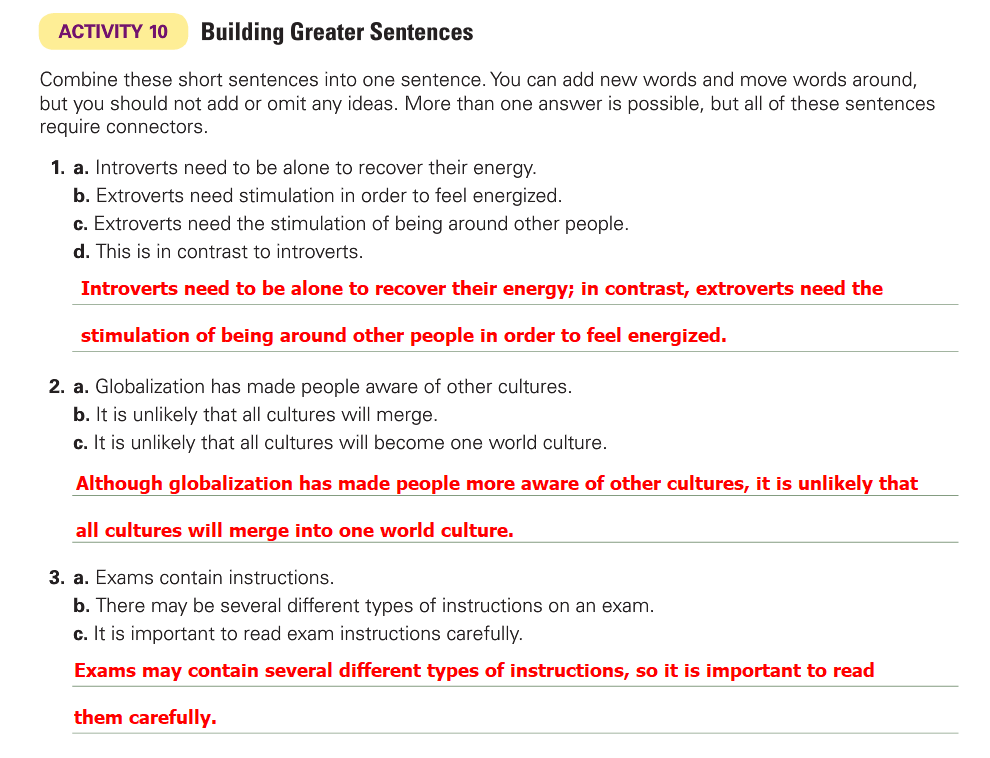 ACTIVITY 10 Building Greater Sentences
Combine these short sentences into one sentence. You can add new words and move words around,
but you should not add or omit any ideas. More than one answer is possible, but all of these sentences
require connectors.
1. a. Introverts need to be alone to recover their energy.
b. Extroverts need stimulation in order to feel energized.
c. Extroverts need the stimulation of being around other people.
d. This is in contrast to introverts.
Introverts need to be alone to recover their energy; in contrast, extroverts need the
stimulation of being around other people in order to feel energized.
2. a. Globalization has made people aware of other cultures.
b. It is unlikely that all cultures will merge.
c. It is unlikely that all cultures will become one world culture.
Although globalization has made people more aware of other cultures, it is unlikely that
all cultures will merge into one world culture.
3. a. Exams contain instructions.
b. There may be several different types of instructions on an exam.
c. It is important to read exam instructions carefully.
Exams may contain several different types of instructions, so it is important to read
them carefully.